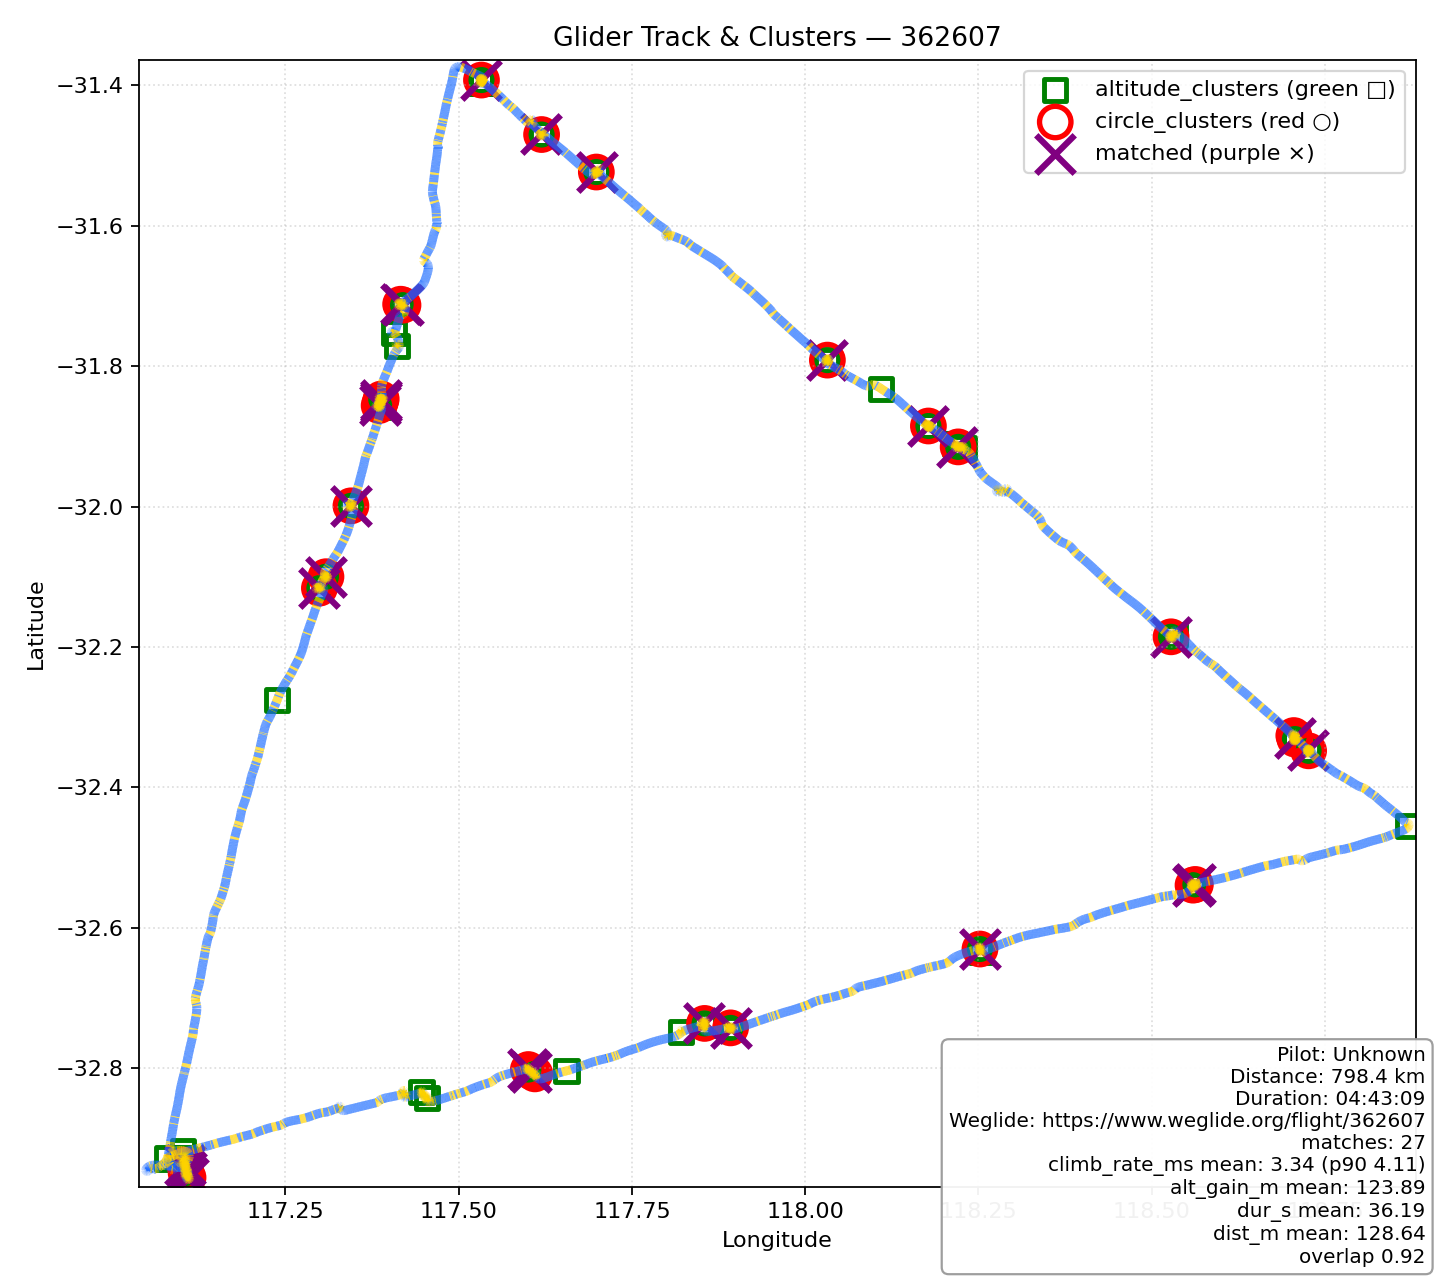 Glider Track & Clusters — 362607
altitude_clusters (green □)
circle_clusters (red ○)
matched (purple ×)
−31.4
−31.6
−31.8
−32.0
−32.2
−32.4
−32.6
−32.8
Latitude
117.25
117.50
117.75
118.00
118.25
118.50
Longitude
Pilot: Unknown
Distance: 798.4 km
Duration: 04:43:09
Weglide: https://www.weglide.org/flight/362607
matches: 27
climb_rate_ms mean: 3.34 (p90 4.11)
alt_gain_m mean: 123.89
dur_s mean: 36.19
dist_m mean: 128.64
overlap 0.92